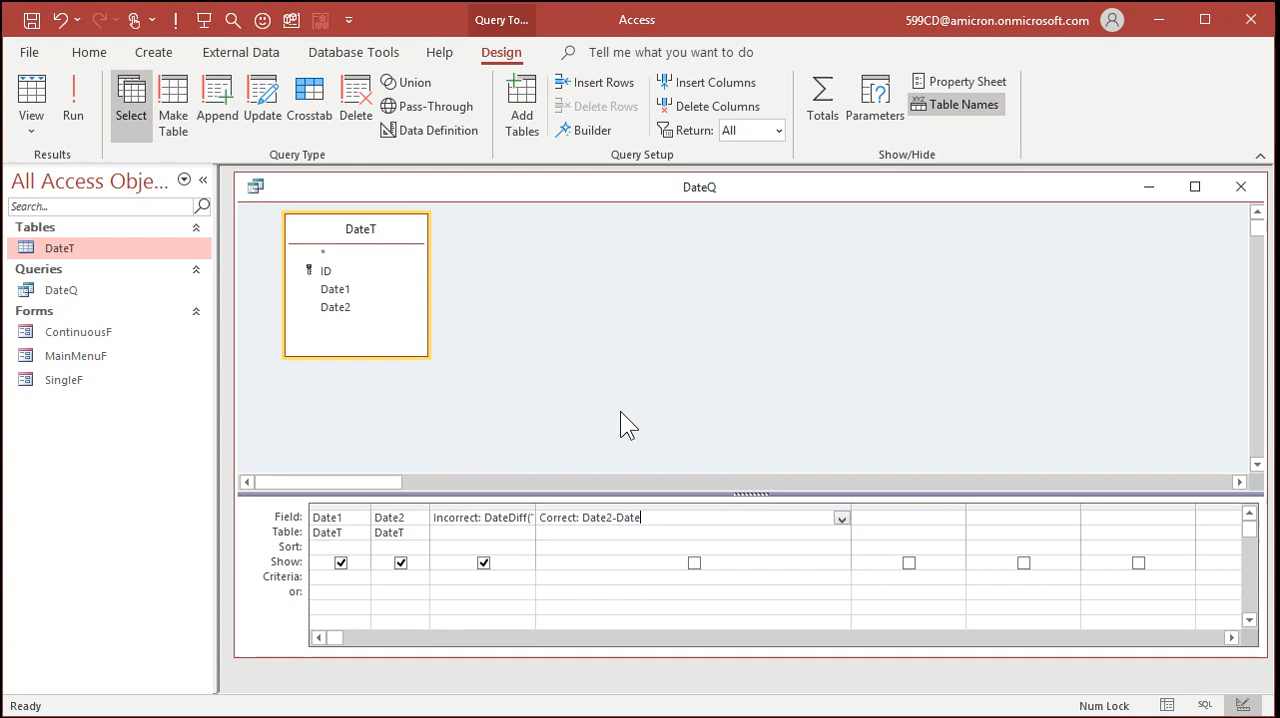 Query To...
Access
599CD@amicron.onmicrosoft.com
File Home Create External Data Database Tools Help Design Tell me what you want to do
View
Run
Select
Make Table
Append
Update
Crosstab
Delete
Union
Pass-Through
Data Definition
Add Tables
Insert Rows
Delete Rows
Builder
Insert Columns
Delete Columns
Return: All
Totals
Parameters
Property Sheet
Table Names
Results
Query Type
Query Setup
Show/Hide
All Access Obje...
Search...
Tables
DateT
Queries
DateQ
Forms
ContinuousF
MainMenuF
SingleF
DateQ
DateT
*
ID
Date1
Date2
Field: Date1 Date2 Incorrect: DateDiff(" Correct: Date2-Date
Table: DateT DateT
Sort:
Show:
Criteria:
or:
Ready
Num Lock
SQL